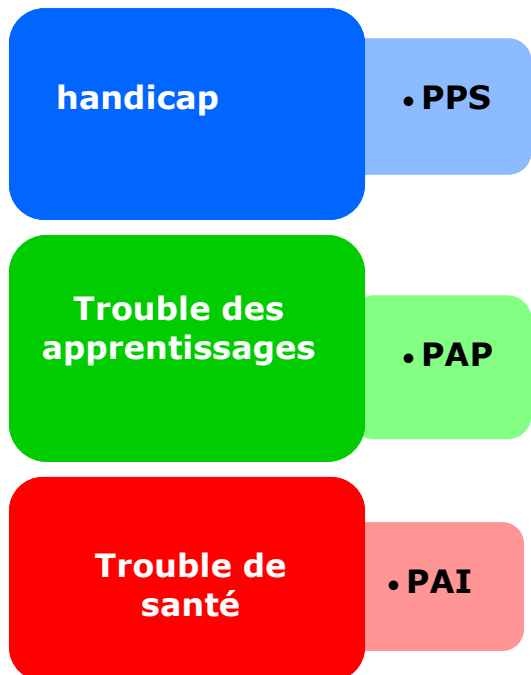 handicap
• PPS
Trouble des
apprentissages
• PAP
Trouble de
santé
• PAI